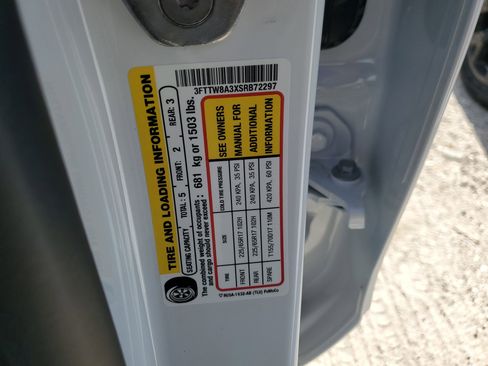 3FTTW8A3XSRB72297
TIRE AND LOADING INFORMATION
SEATING CAPACITY TOTAL: 5 FRONT: 2 REAR: 3
The combined weight of occupants
and cargo should never exceed: 681 kg or 1503 lbs.
TIRE SIZE COLD TIRE PRESSURE
FRONT 225/65R17 102H 240 KPA, 35 PSI
REAR 225/65R17 102H 240 KPA, 35 PSI
SPARE T155/70D17 110M 420 KPA, 60 PSI
SEE OWNERS
MANUAL FOR
ADDITIONAL
INFORMATION